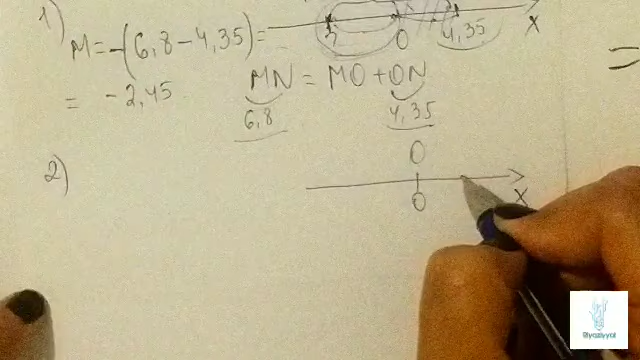 1)
M = -(6,8 - 4,35) =
= - 2,45
0 4,35 X
MN = MO + ON
6,8 4,35
2)
O
0 X
=
Riyaziyyat